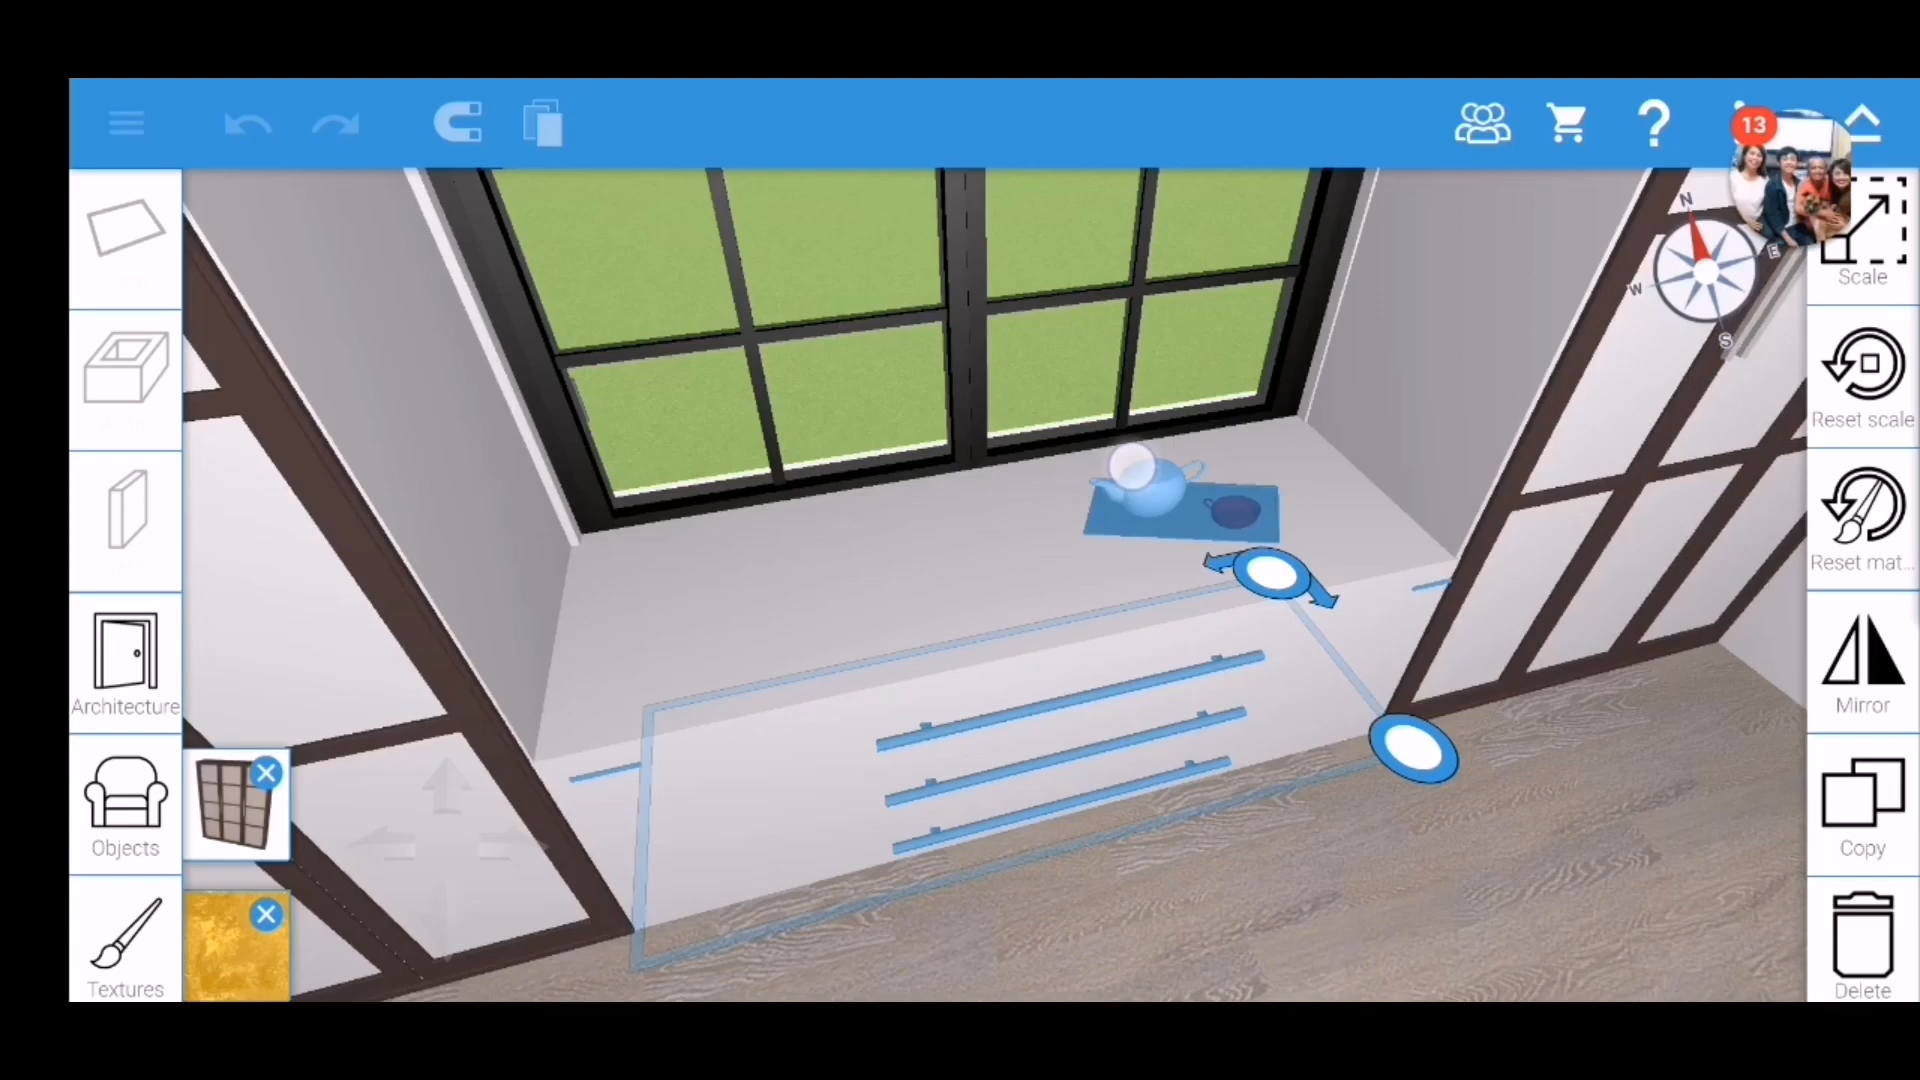 13
N
E
W
S
Scale
Reset scale
Reset mat...
Mirror
Copy
Delete
Architecture
Objects
Textures